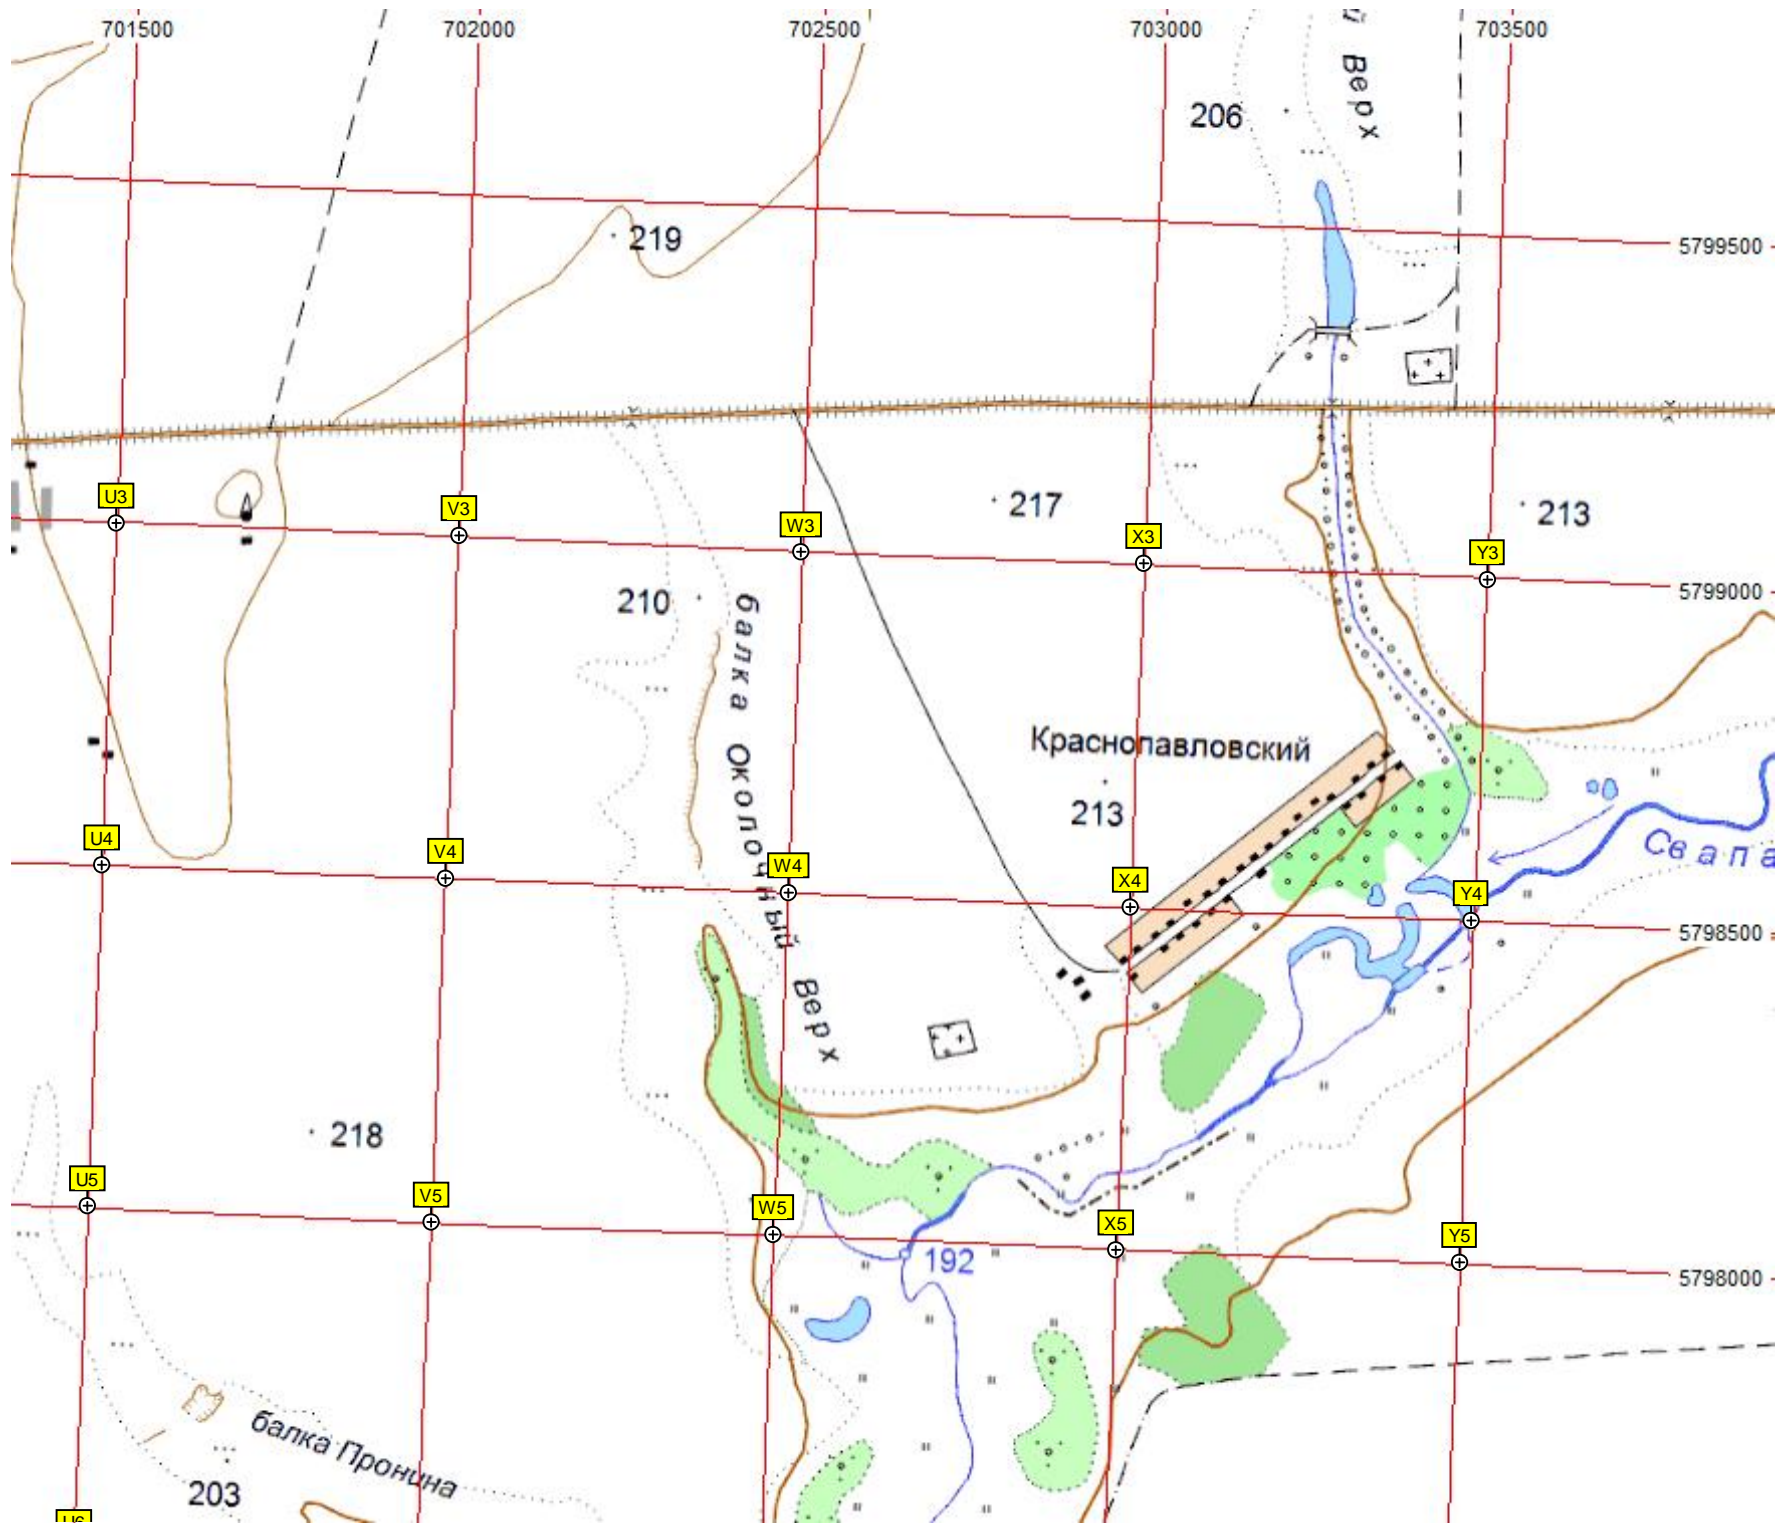 701500 702000 702500 703000 703500
й Верх
206
219
5799500
U3 V3 W3 X3 Y3
217
213
210
5799000
балка Околочный Верх
Краснопавловский
213
Свапа
U4 V4 W4 X4 Y4
5798500
218
U5 V5 W5 X5 Y5
192
5798000
балка Пронина
203
U6